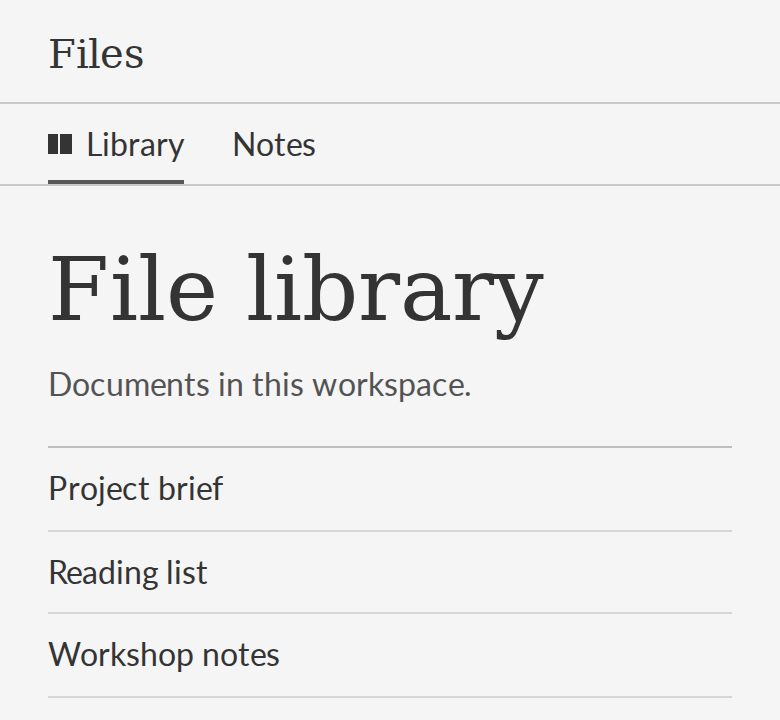 Files
Library Notes
File library
Documents in this workspace.
Project brief
Reading list
Workshop notes